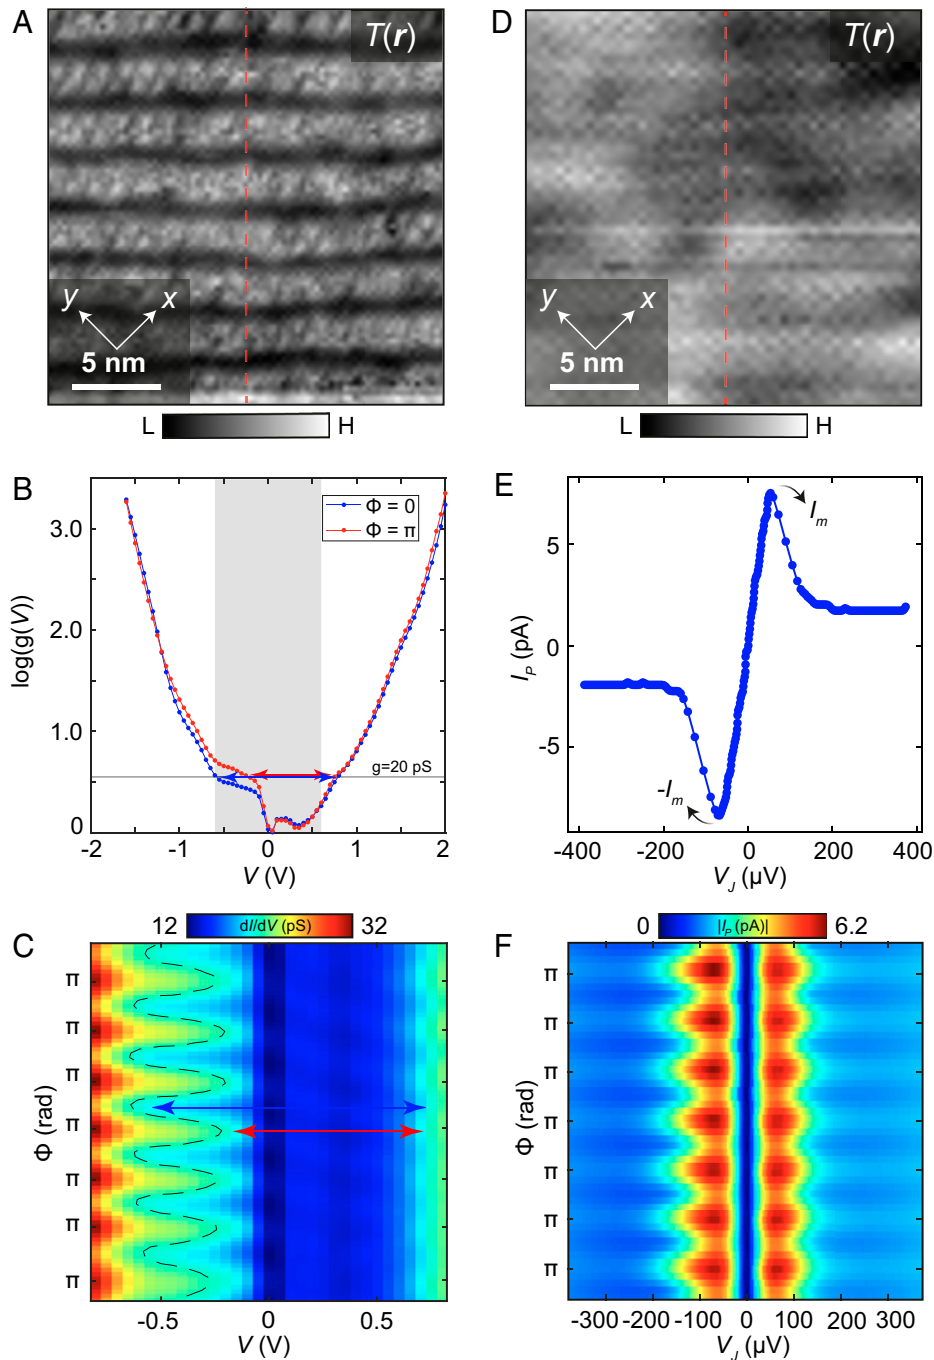 A
T(r)
y
x
5 nm
L
H
D
T(r)
y
x
5 nm
L
H
B
Φ = 0
Φ = π
3.0
2.0
1.0
0
log(g(V))
g=20 pS
-2
-1
0
1
2
V (V)
E
I_m
-I_m
5
0
-5
I_P (pA)
-400
-200
0
200
400
V_J (µV)
C
12
dI/dV (pS)
32
π
π
π
π
π
π
π
Φ (rad)
-0.5
0
0.5
V (V)
F
0
|I_P (pA)|
6.2
π
π
π
π
π
π
π
Φ (rad)
-300
-200
-100
0
100
200
300
V_J (µV)